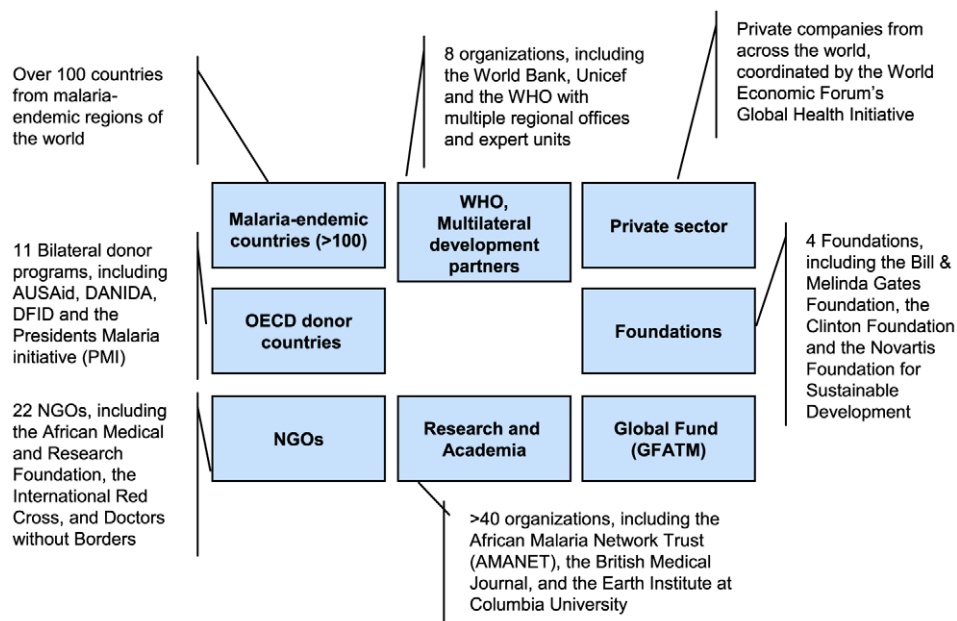 Over 100 countries
from malaria-
endemic regions of
the world
8 organizations, including
the World Bank, Unicef
and the WHO with
multiple regional offices
and expert units
Private companies from
across the world,
coordinated by the World
Economic Forum's
Global Health Initiative
Malaria-endemic
countries (>100)
WHO,
Multilateral
development
partners
Private sector
11 Bilateral donor
programs, including
AUSAid, DANIDA,
DFID and the
Presidents Malaria
initiative (PMI)
OECD donor
countries
Foundations
4 Foundations,
including the Bill &
Melinda Gates
Foundation, the
Clinton Foundation
and the Novartis
Foundation for
Sustainable
Development
22 NGOs, including
the African Medical
and Research
Foundation, the
International Red
Cross, and Doctors
without Borders
NGOs
Research and
Academia
Global Fund
(GFATM)
>40 organizations, including the
African Malaria Network Trust
(AMANET), the British Medical
Journal, and the Earth Institute at
Columbia University